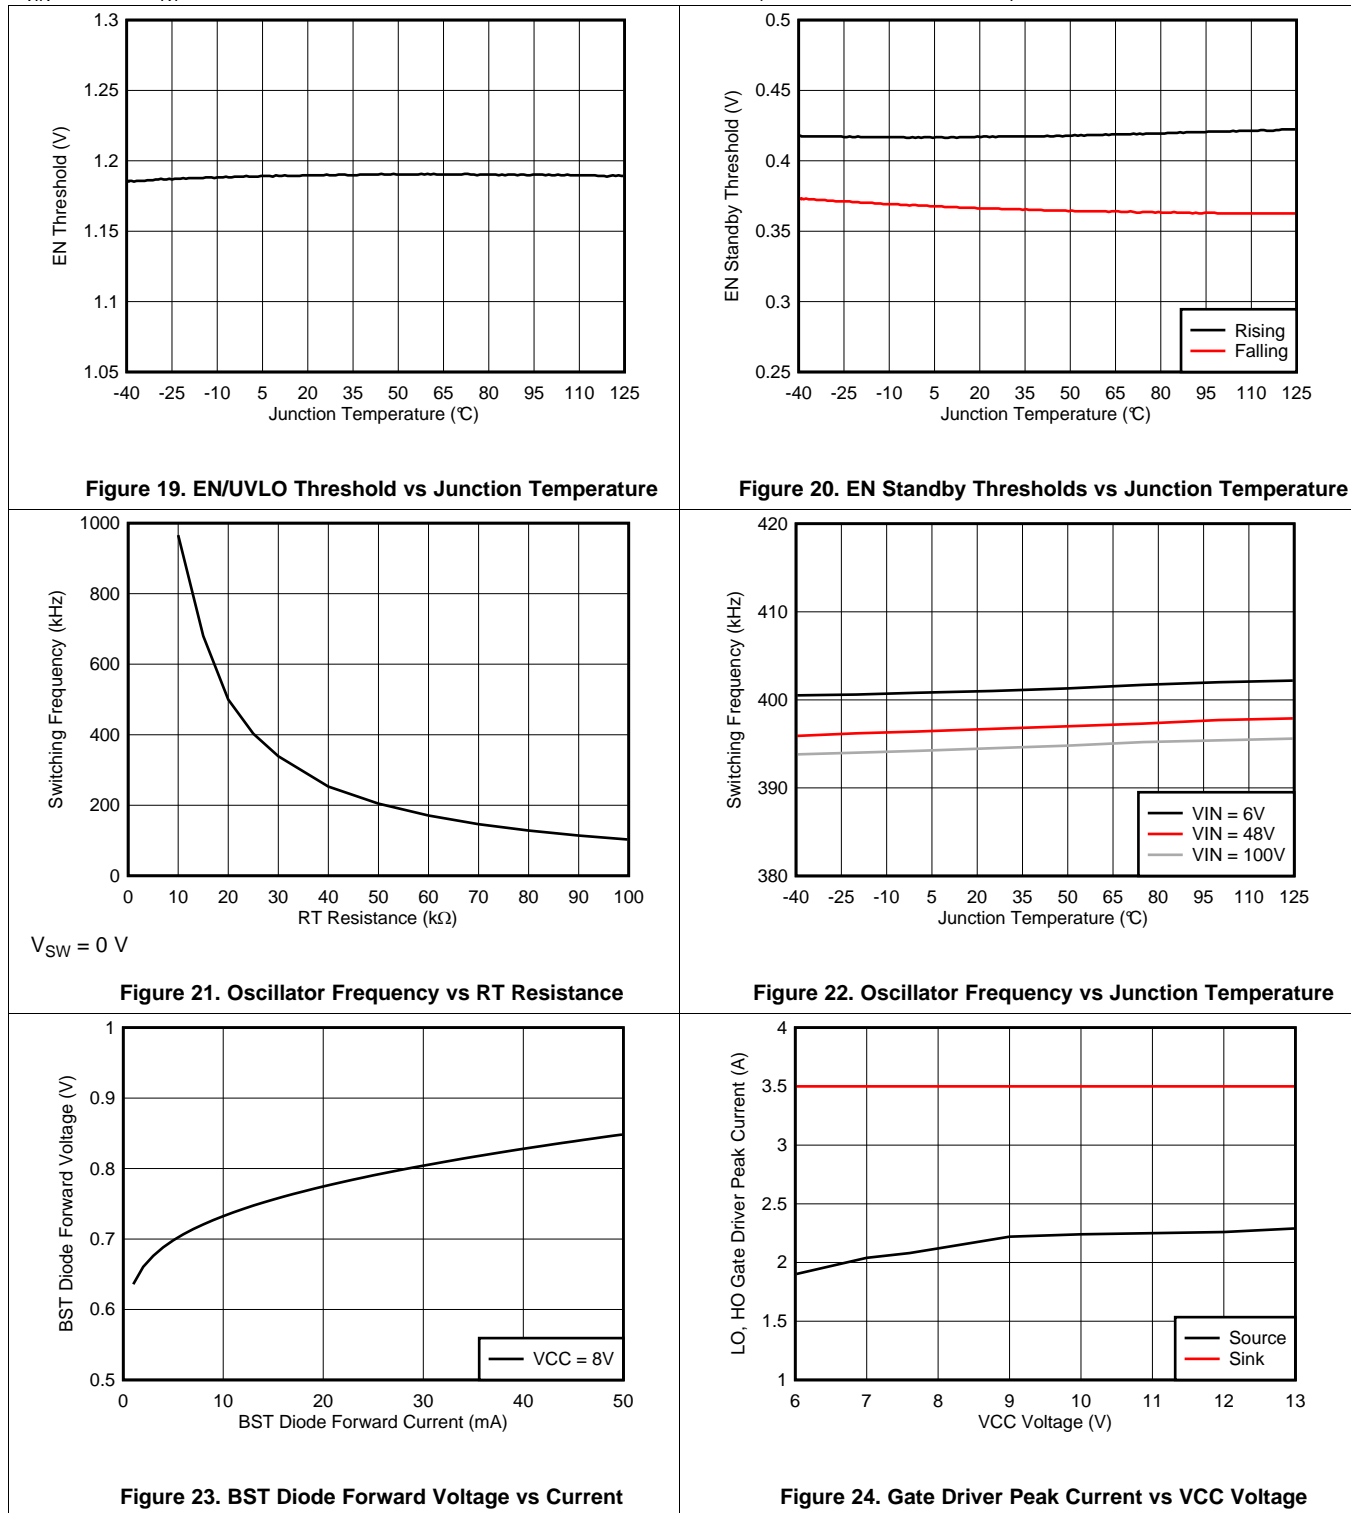 1.3
1.25
1.2
1.15
1.1
1.05
EN Threshold (V)
-40 -25 -10 5 20 35 50 65 80 95 110 125
Junction Temperature (°C)
Figure 19. EN/UVLO Threshold vs Junction Temperature
0.5
0.45
0.4
0.35
0.3
0.25
EN Standby Threshold (V)
Rising
Falling
-40 -25 -10 5 20 35 50 65 80 95 110 125
Junction Temperature (°C)
Figure 20. EN Standby Thresholds vs Junction Temperature
1000
800
600
400
200
0
Switching Frequency (kHz)
0 10 20 30 40 50 60 70 80 90 100
RT Resistance (kΩ)
VSW = 0 V
Figure 21. Oscillator Frequency vs RT Resistance
420
410
400
390
380
Switching Frequency (kHz)
VIN = 6V
VIN = 48V
VIN = 100V
-40 -25 -10 5 20 35 50 65 80 95 110 125
Junction Temperature (°C)
Figure 22. Oscillator Frequency vs Junction Temperature
1
0.9
0.8
0.7
0.6
0.5
BST Diode Forward Voltage (V)
VCC = 8V
0 10 20 30 40 50
BST Diode Forward Current (mA)
Figure 23. BST Diode Forward Voltage vs Current
4
3.5
3
2.5
2
1.5
1
LO, HO Gate Driver Peak Current (A)
Source
Sink
6 7 8 9 10 11 12 13
VCC Voltage (V)
Figure 24. Gate Driver Peak Current vs VCC Voltage